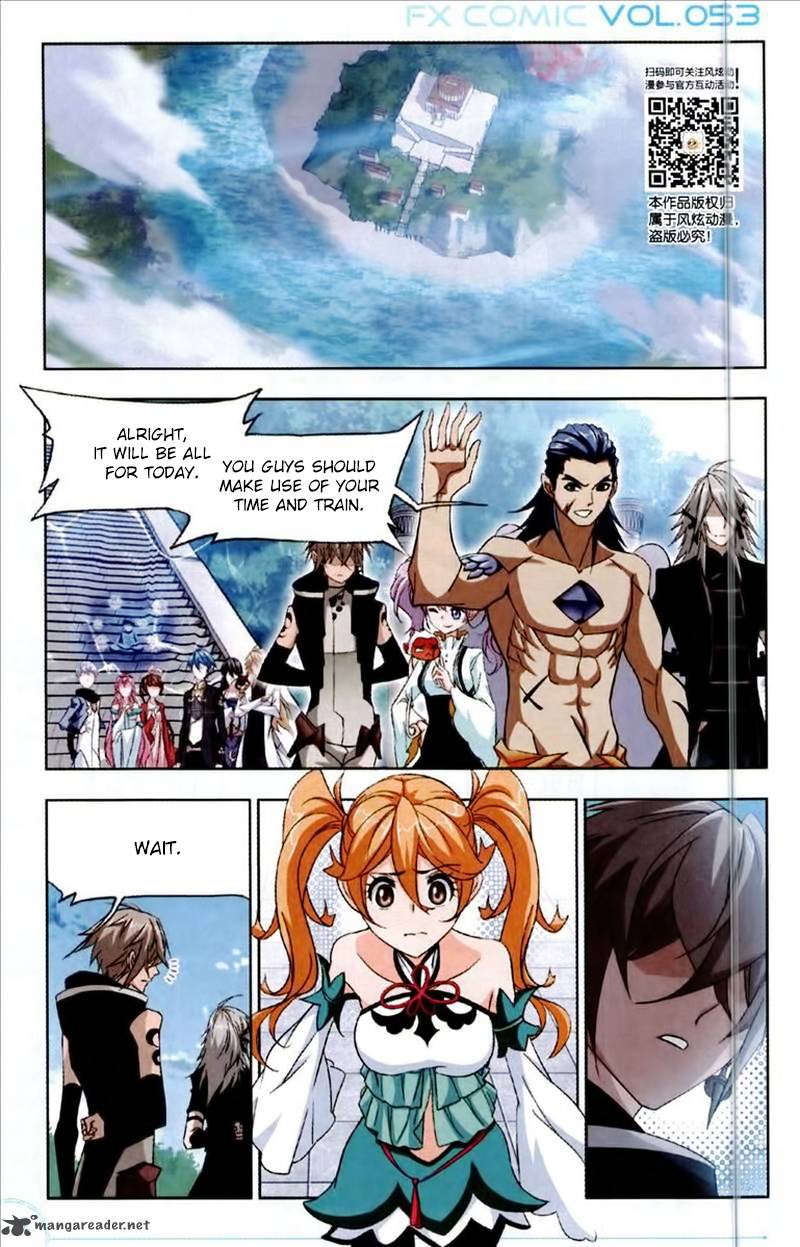 FX COMIC VOL.053
扫码即可关注风炫动
漫参与官方互动活动!
本作品版权归
属于风炫动漫，
盗版必究！
ALRIGHT,
IT WILL BE ALL
FOR TODAY.
YOU GUYS SHOULD
MAKE USE OF YOUR
TIME AND TRAIN.
WAIT.
mangareader.net